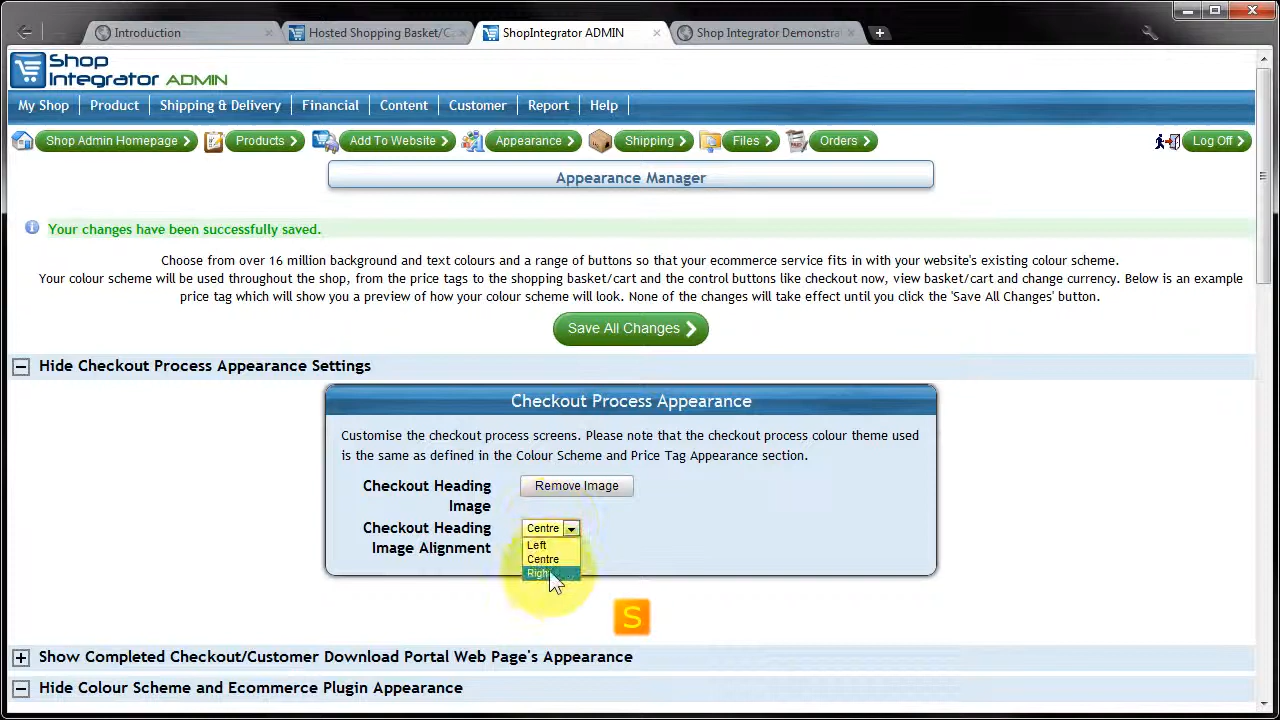 Introduction
Hosted Shopping Basket/C
ShopIntegrator ADMIN
Shop Integrator Demonstra
Shop
Integrator ADMIN
My Shop Product Shipping & Delivery Financial Content Customer Report Help
Shop Admin Homepage Products Add To Website Appearance Shipping Files Orders Log Off
Appearance Manager
Your changes have been successfully saved.
Choose from over 16 million background and text colours and a range of buttons so that your ecommerce service fits in with your website's existing colour scheme.
Your colour scheme will be used throughout the shop, from the price tags to the shopping basket/cart and the control buttons like checkout now, view basket/cart and change currency. Below is an example
price tag which will show you a preview of how your colour scheme will look. None of the changes will take effect until you click the 'Save All Changes' button.
Save All Changes
Hide Checkout Process Appearance Settings
Checkout Process Appearance
Customise the checkout process screens. Please note that the checkout process colour theme used
is the same as defined in the Colour Scheme and Price Tag Appearance section.
Checkout Heading
Image
Remove Image
Checkout Heading
Image Alignment
Centre
Left
Centre
Right
S
Show Completed Checkout/Customer Download Portal Web Page's Appearance
Hide Colour Scheme and Ecommerce Plugin Appearance